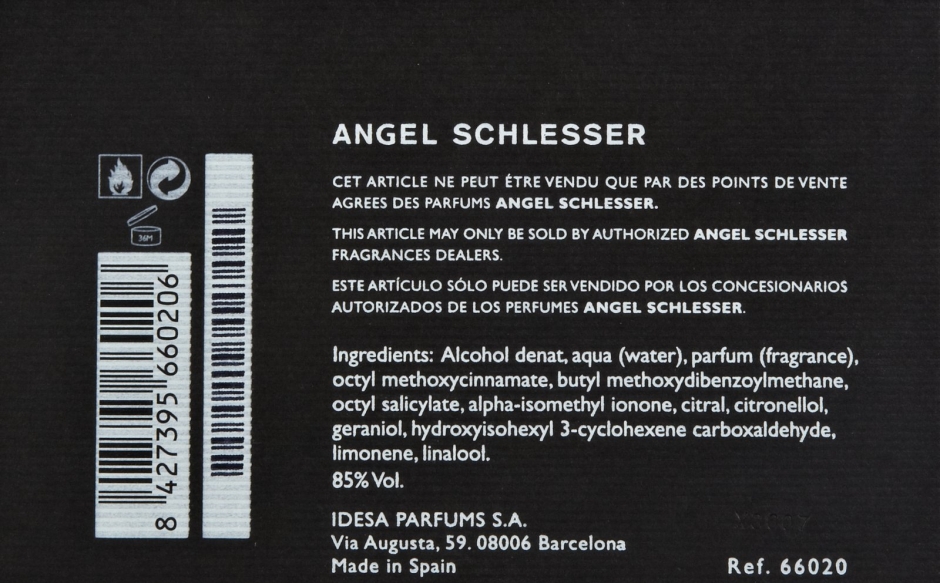 ANGEL SCHLESSER
CET ARTICLE NE PEUT ÉTRE VENDU QUE PAR DES POINTS DE VENTE
AGREES DES PARFUMS ANGEL SCHLESSER.
THIS ARTICLE MAY ONLY BE SOLD BY AUTHORIZED ANGEL SCHLESSER
FRAGRANCES DEALERS.
ESTE ARTÍCULO SÓLO PUEDE SER VENDIDO POR LOS CONCESIONARIOS
AUTORIZADOS DE LOS PERFUMES ANGEL SCHLESSER.
36M
8 427395 660206
Ingredients: Alcohol denat, aqua (water), parfum (fragrance),
octyl methoxycinnamate, butyl methoxydibenzoylmethane,
octyl salicylate, alpha-isomethyl ionone, citral, citronellol,
geraniol, hydroxyisohexyl 3-cyclohexene carboxaldehyde,
limonene, linalool.
85% Vol.
IDESA PARFUMS S.A.
Via Augusta, 59. 08006 Barcelona
Made in Spain
Ref. 66020